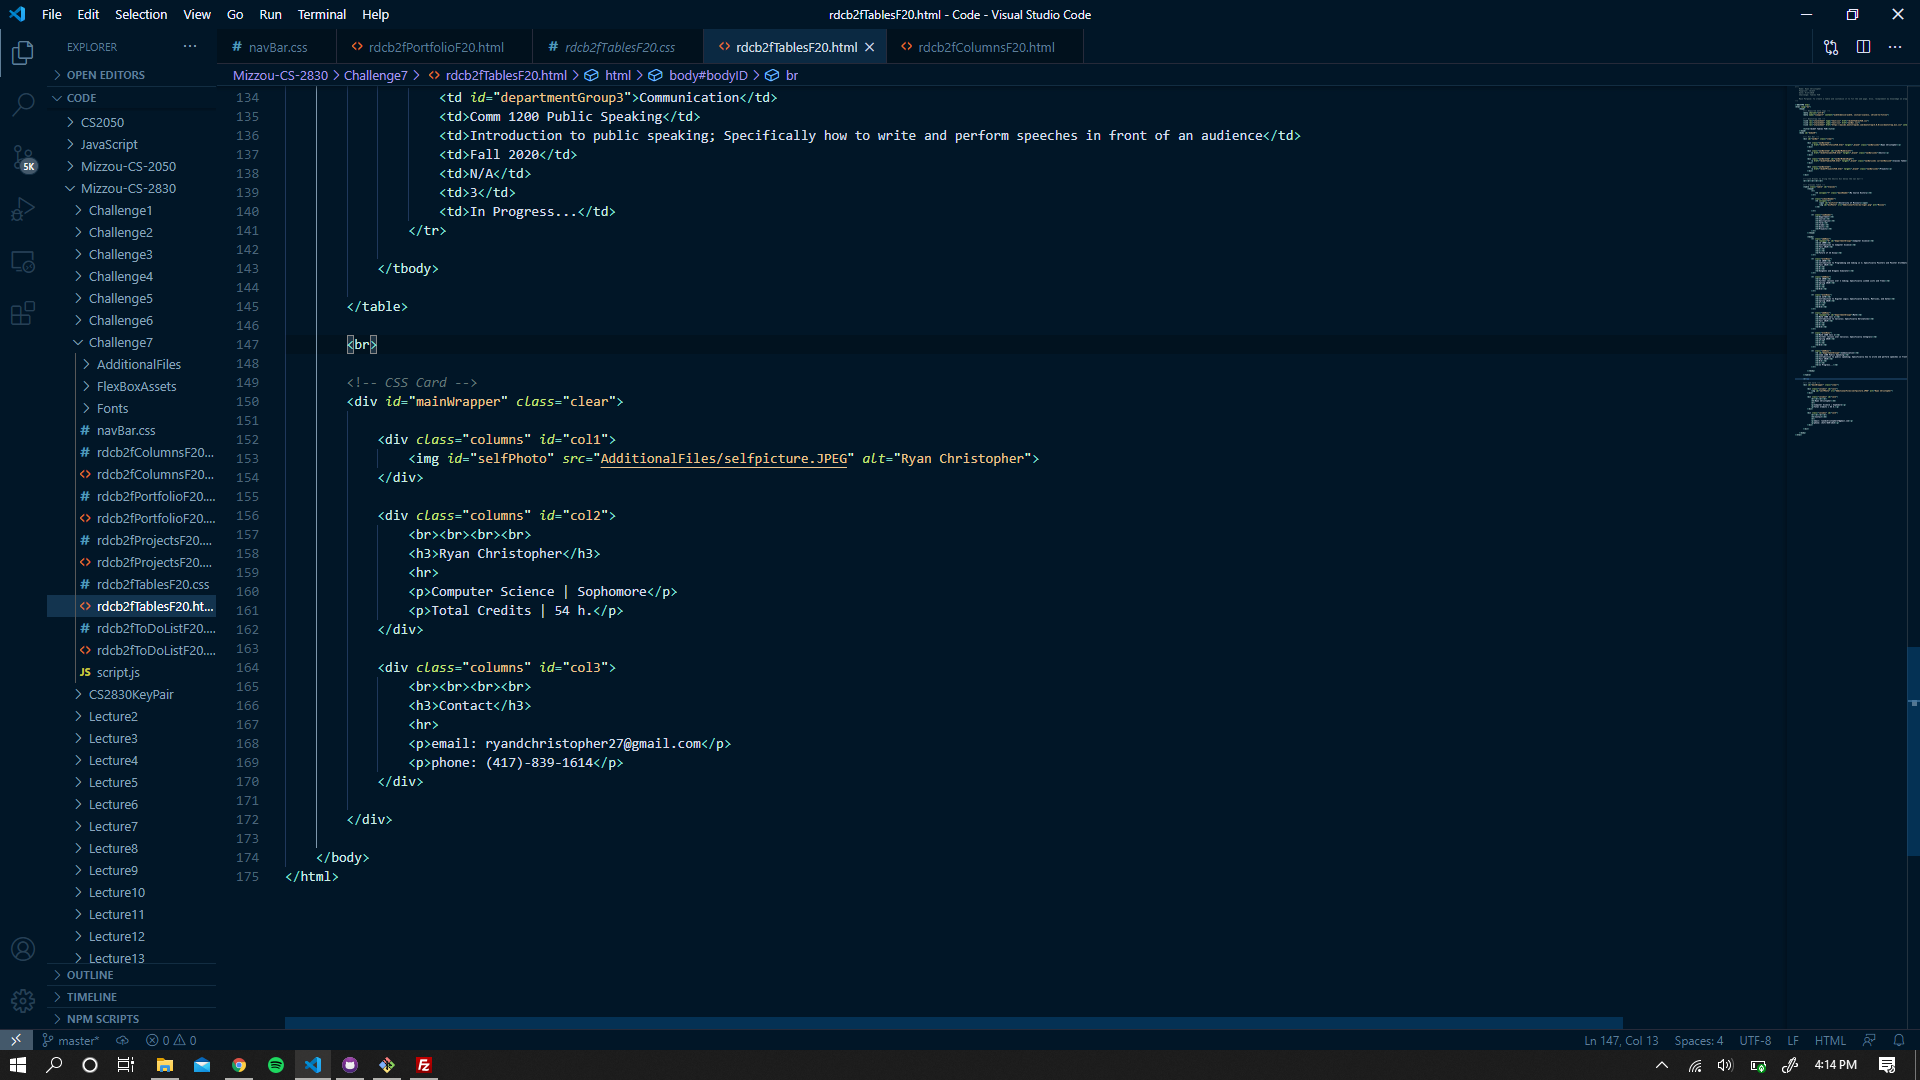 File Edit Selection View Go Run Terminal Help
rdcb2fTablesF20.html - Code - Visual Studio Code
EXPLORER
navBar.css
rdcb2fPortfolioF20.html
rdcb2fTablesF20.css
rdcb2fTablesF20.html
rdcb2fColumnsF20.html
Mizzou-CS-2830 > Challenge7 > rdcb2fTablesF20.html > html > body#bodyID > br
OPEN EDITORS
CODE
CS2050
JavaScript
Mizzou-CS-2050
Mizzou-CS-2830
Challenge1
Challenge2
Challenge3
Challenge4
Challenge5
Challenge6
Challenge7
AdditionalFiles
FlexBoxAssets
Fonts
navBar.css
rdcb2fColumnsF20...
rdcb2fColumnsF20...
rdcb2fPortfolioF20....
rdcb2fPortfolioF20....
rdcb2fProjectsF20....
rdcb2fProjectsF20....
rdcb2fTablesF20.css
rdcb2fTablesF20.ht...
rdcb2fToDoListF20....
rdcb2fToDoListF20....
JS script.js
CS2830KeyPair
Lecture2
Lecture3
Lecture4
Lecture5
Lecture6
Lecture7
Lecture8
Lecture9
Lecture10
Lecture11
Lecture12
Lecture13
OUTLINE
TIMELINE
NPM SCRIPTS
5K
134 <td id="departmentGroup3">Communication</td>
135 <td>Comm 1200 Public Speaking</td>
136 <td>Introduction to public speaking; Specifically how to write and perform speeches in front of an audience</td>
137 <td>Fall 2020</td>
138 <td>N/A</td>
139 <td>3</td>
140 <td>In Progress...</td>
141 </tr>
142
143 </tbody>
144
145 </table>
146
147 <br>
148
149 <!-- CSS Card -->
150 <div id="mainWrapper" class="clear">
151
152 <div class="columns" id="col1">
153 <img id="selfPhoto" src="AdditionalFiles/selfpicture.JPEG" alt="Ryan Christopher">
154 </div>
155
156 <div class="columns" id="col2">
157 <br><br><br><br>
158 <h3>Ryan Christopher</h3>
159 <hr>
160 <p>Computer Science | Sophomore</p>
161 <p>Total Credits | 54 h.</p>
162 </div>
163
164 <div class="columns" id="col3">
165 <br><br><br><br>
166 <h3>Contact</h3>
167 <hr>
168 <p>email: ryandchristopher27@gmail.com</p>
169 <p>phone: (417)-839-1614</p>
170 </div>
171
172 </div>
173
174 </body>
175 </html>
master* 0 0
Ln 147, Col 13 Spaces: 4 UTF-8 LF HTML
4:14 PM